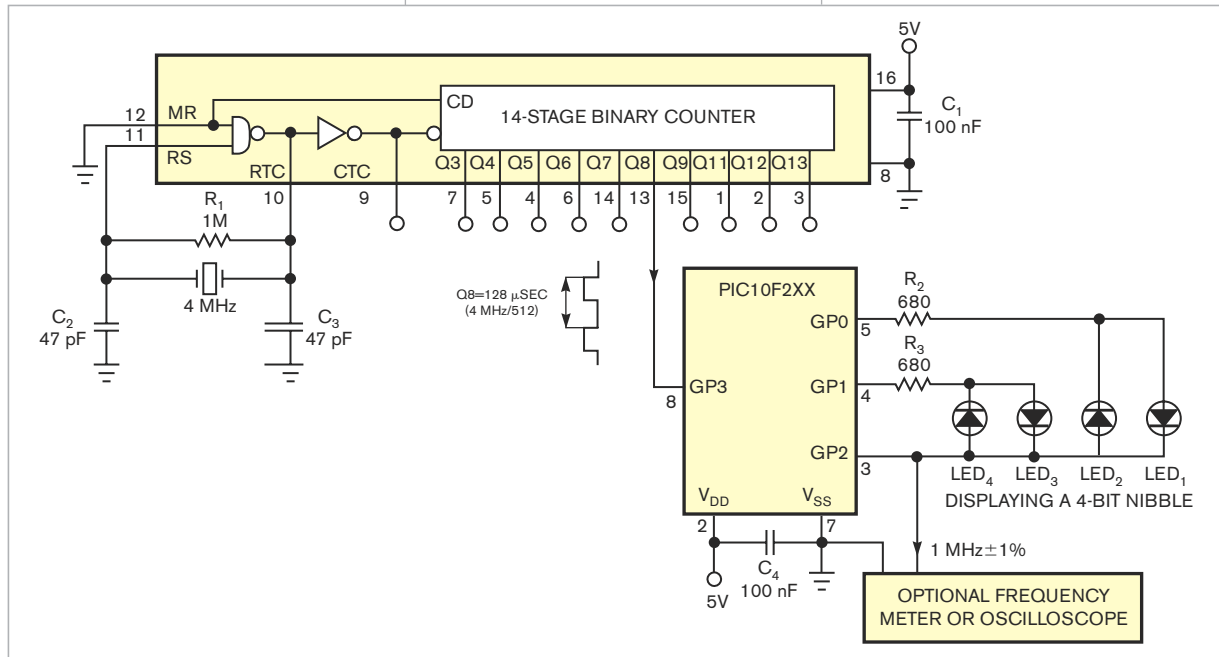 5V
16
C1
100 nF
8
12
MR
11
RS
CD
14-STAGE BINARY COUNTER
RTC
CTC
Q3 Q4 Q5 Q6 Q7 Q8 Q9 Q11 Q12 Q13
10
9
7 5 4 6 14 13 15 1 2 3
R1
1M
4 MHz
C2
47 pF
C3
47 pF
Q8=128 µSEC
(4 MHz/512)
PIC10F2XX
GP0
5
R2
680
GP3
8
GP1
4
R3
680
GP2
3
LED4 LED3 LED2 LED1
DISPLAYING A 4-BIT NIBBLE
VDD
VSS
2
7
C4
100 nF
5V
1 MHz±1%
OPTIONAL FREQUENCY
METER OR OSCILLOSCOPE